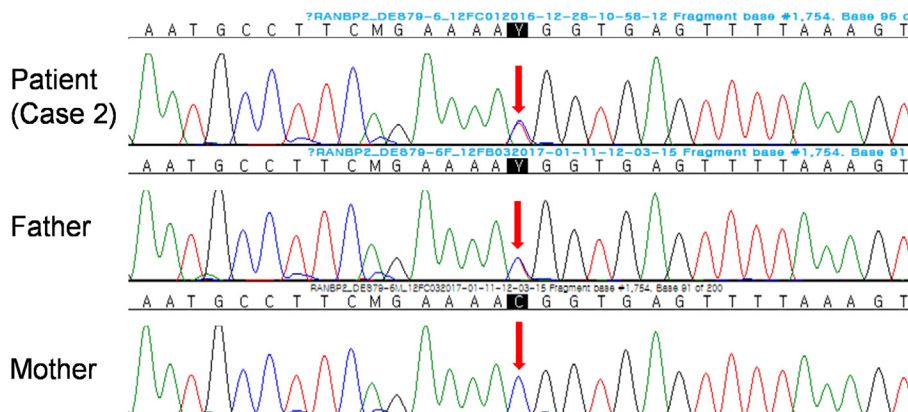 ?RANBP2_DE879-6_12FC012016-12-28-10-58-12 Fragment base #1,754. Base 96 o
A A T G C C T T C M G A A A A Y G G T G A G T T T T A A A G T
Patient
(Case 2)
?RANBP2_DE879-6F_12FB032017-01-11-12-03-15 Fragment base #1,754. Base 91
A A T G C C T T C M G A A A A Y G G T G A G T T T T A A A G T
Father
RANBP2_DE879-6M_12FC032017-01-11-12-03-15 Fragment base #1,754. Base 91 of 200
A A T G C C T T C M G A A A A C G G T G A G T T T T A A A G T
Mother